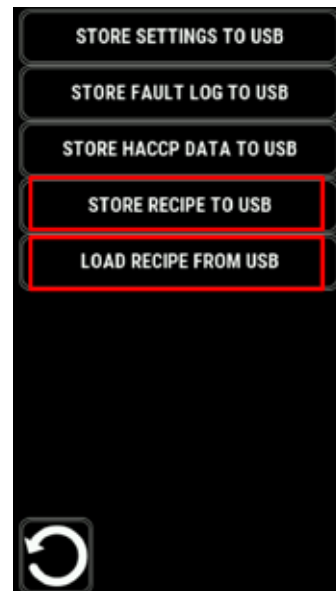 STORE SETTINGS TO USB
STORE FAULT LOG TO USB
STORE HACCP DATA TO USB
STORE RECIPE TO USB
LOAD RECIPE FROM USB